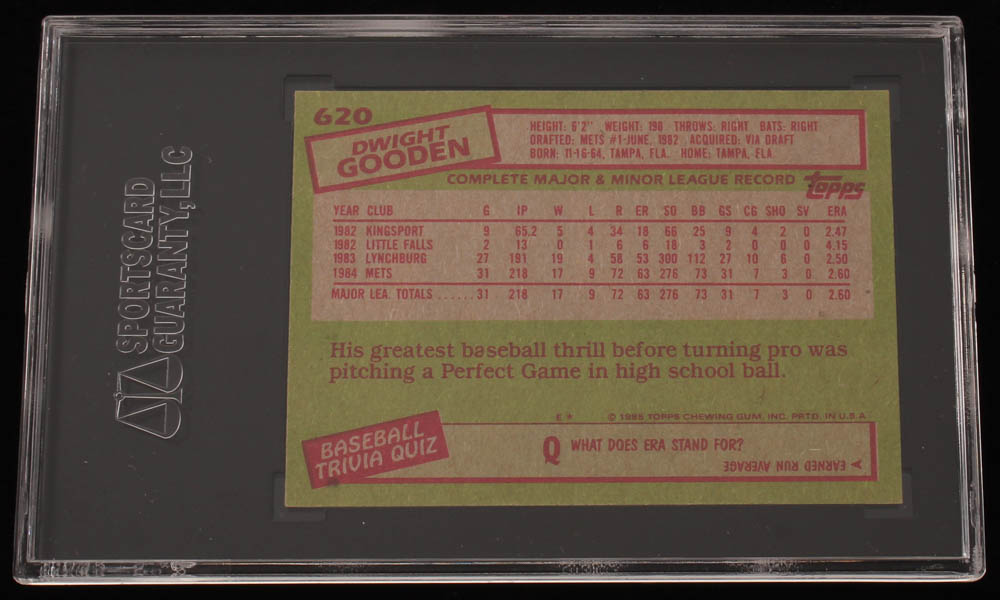 SPORTSCARD
GUARANTY, LLC
620
DWIGHT
GOODEN
HEIGHT: 6'2" WEIGHT: 190 THROWS: RIGHT BATS: RIGHT
DRAFTED: METS #1-JUNE, 1982 ACQUIRED: VIA DRAFT
BORN: 11-16-64, TAMPA, FLA. HOME: TAMPA, FLA
COMPLETE MAJOR & MINOR LEAGUE RECORD topps
YEAR CLUB G IP W L R ER SO BB GS CG SHO SV ERA
1982 KINGSPORT 9 65.2 5 4 34 18 66 25 9 4 2 0 2.47
1982 LITTLE FALLS 2 13 0 1 6 6 18 3 2 0 0 0 4.15
1983 LYNCHBURG 27 191 19 4 58 53 300 112 27 10 6 0 2.50
1984 METS 31 218 17 9 72 63 276 73 31 7 3 0 2.60
MAJOR LEA. TOTALS ......31 218 17 9 72 63 276 73 31 7 3 0 2.60
His greatest baseball thrill before turning pro was
pitching a Perfect Game in high school ball.
E* © 1985 TOPPS CHEWING GUM, INC. PRTD. IN U.S.A
BASEBALL
TRIVIA QUIZ
Q WHAT DOES ERA STAND FOR?
A EARNED RUN AVERAGE